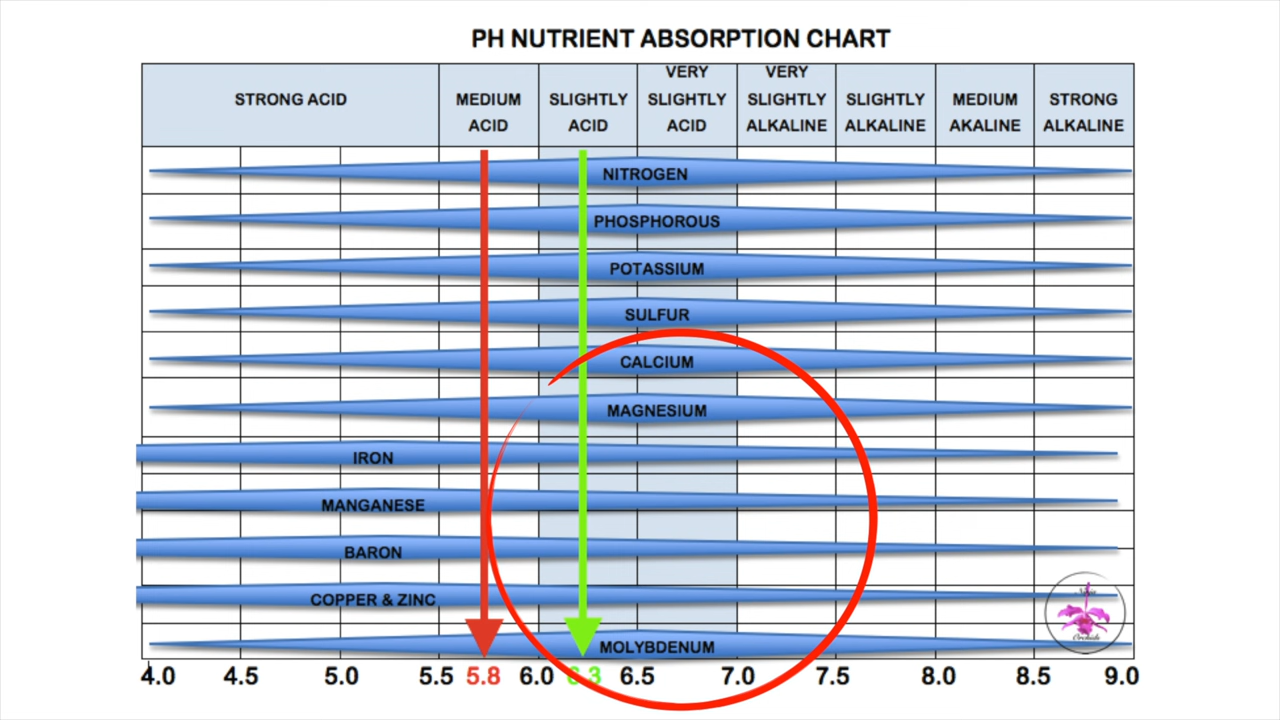 PH NUTRIENT ABSORPTION CHART
STRONG ACID
MEDIUM
ACID
SLIGHTLY
ACID
VERY
SLIGHTLY
ACID
VERY
SLIGHTLY
ALKALINE
SLIGHTLY
ALKALINE
MEDIUM
AKALINE
STRONG
ALKALINE
NITROGEN
PHOSPHOROUS
POTASSIUM
SULFUR
CALCIUM
MAGNESIUM
IRON
MANGANESE
BARON
COPPER & ZINC
MOLYBDENUM
4.0 4.5 5.0 5.5 5.8 6.0 6.3 6.5 7.0 7.5 8.0 8.5 9.0
Orchids